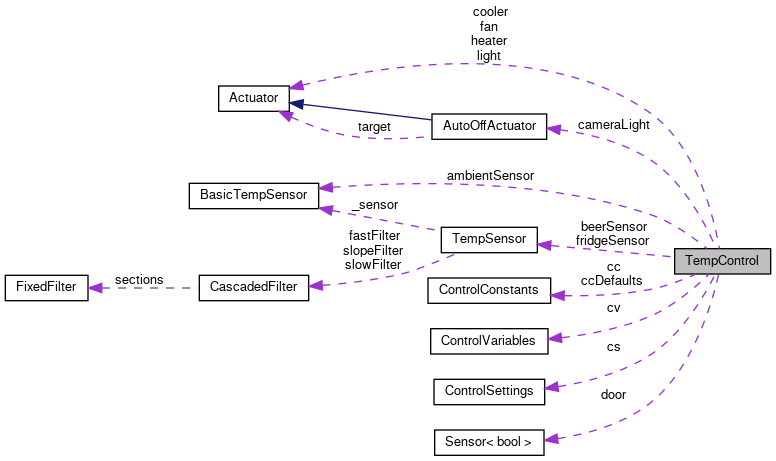 cooler
fan
heater
light
Actuator
AutoOffActuator
cameraLight
target
ambientSensor
BasicTempSensor
_sensor
beerSensor
fridgeSensor
fastFilter
slopeFilter
slowFilter
TempSensor
TempControl
cc
ccDefaults
sections
FixedFilter
CascadedFilter
ControlConstants
cv
ControlVariables
cs
ControlSettings
door
Sensor< bool >